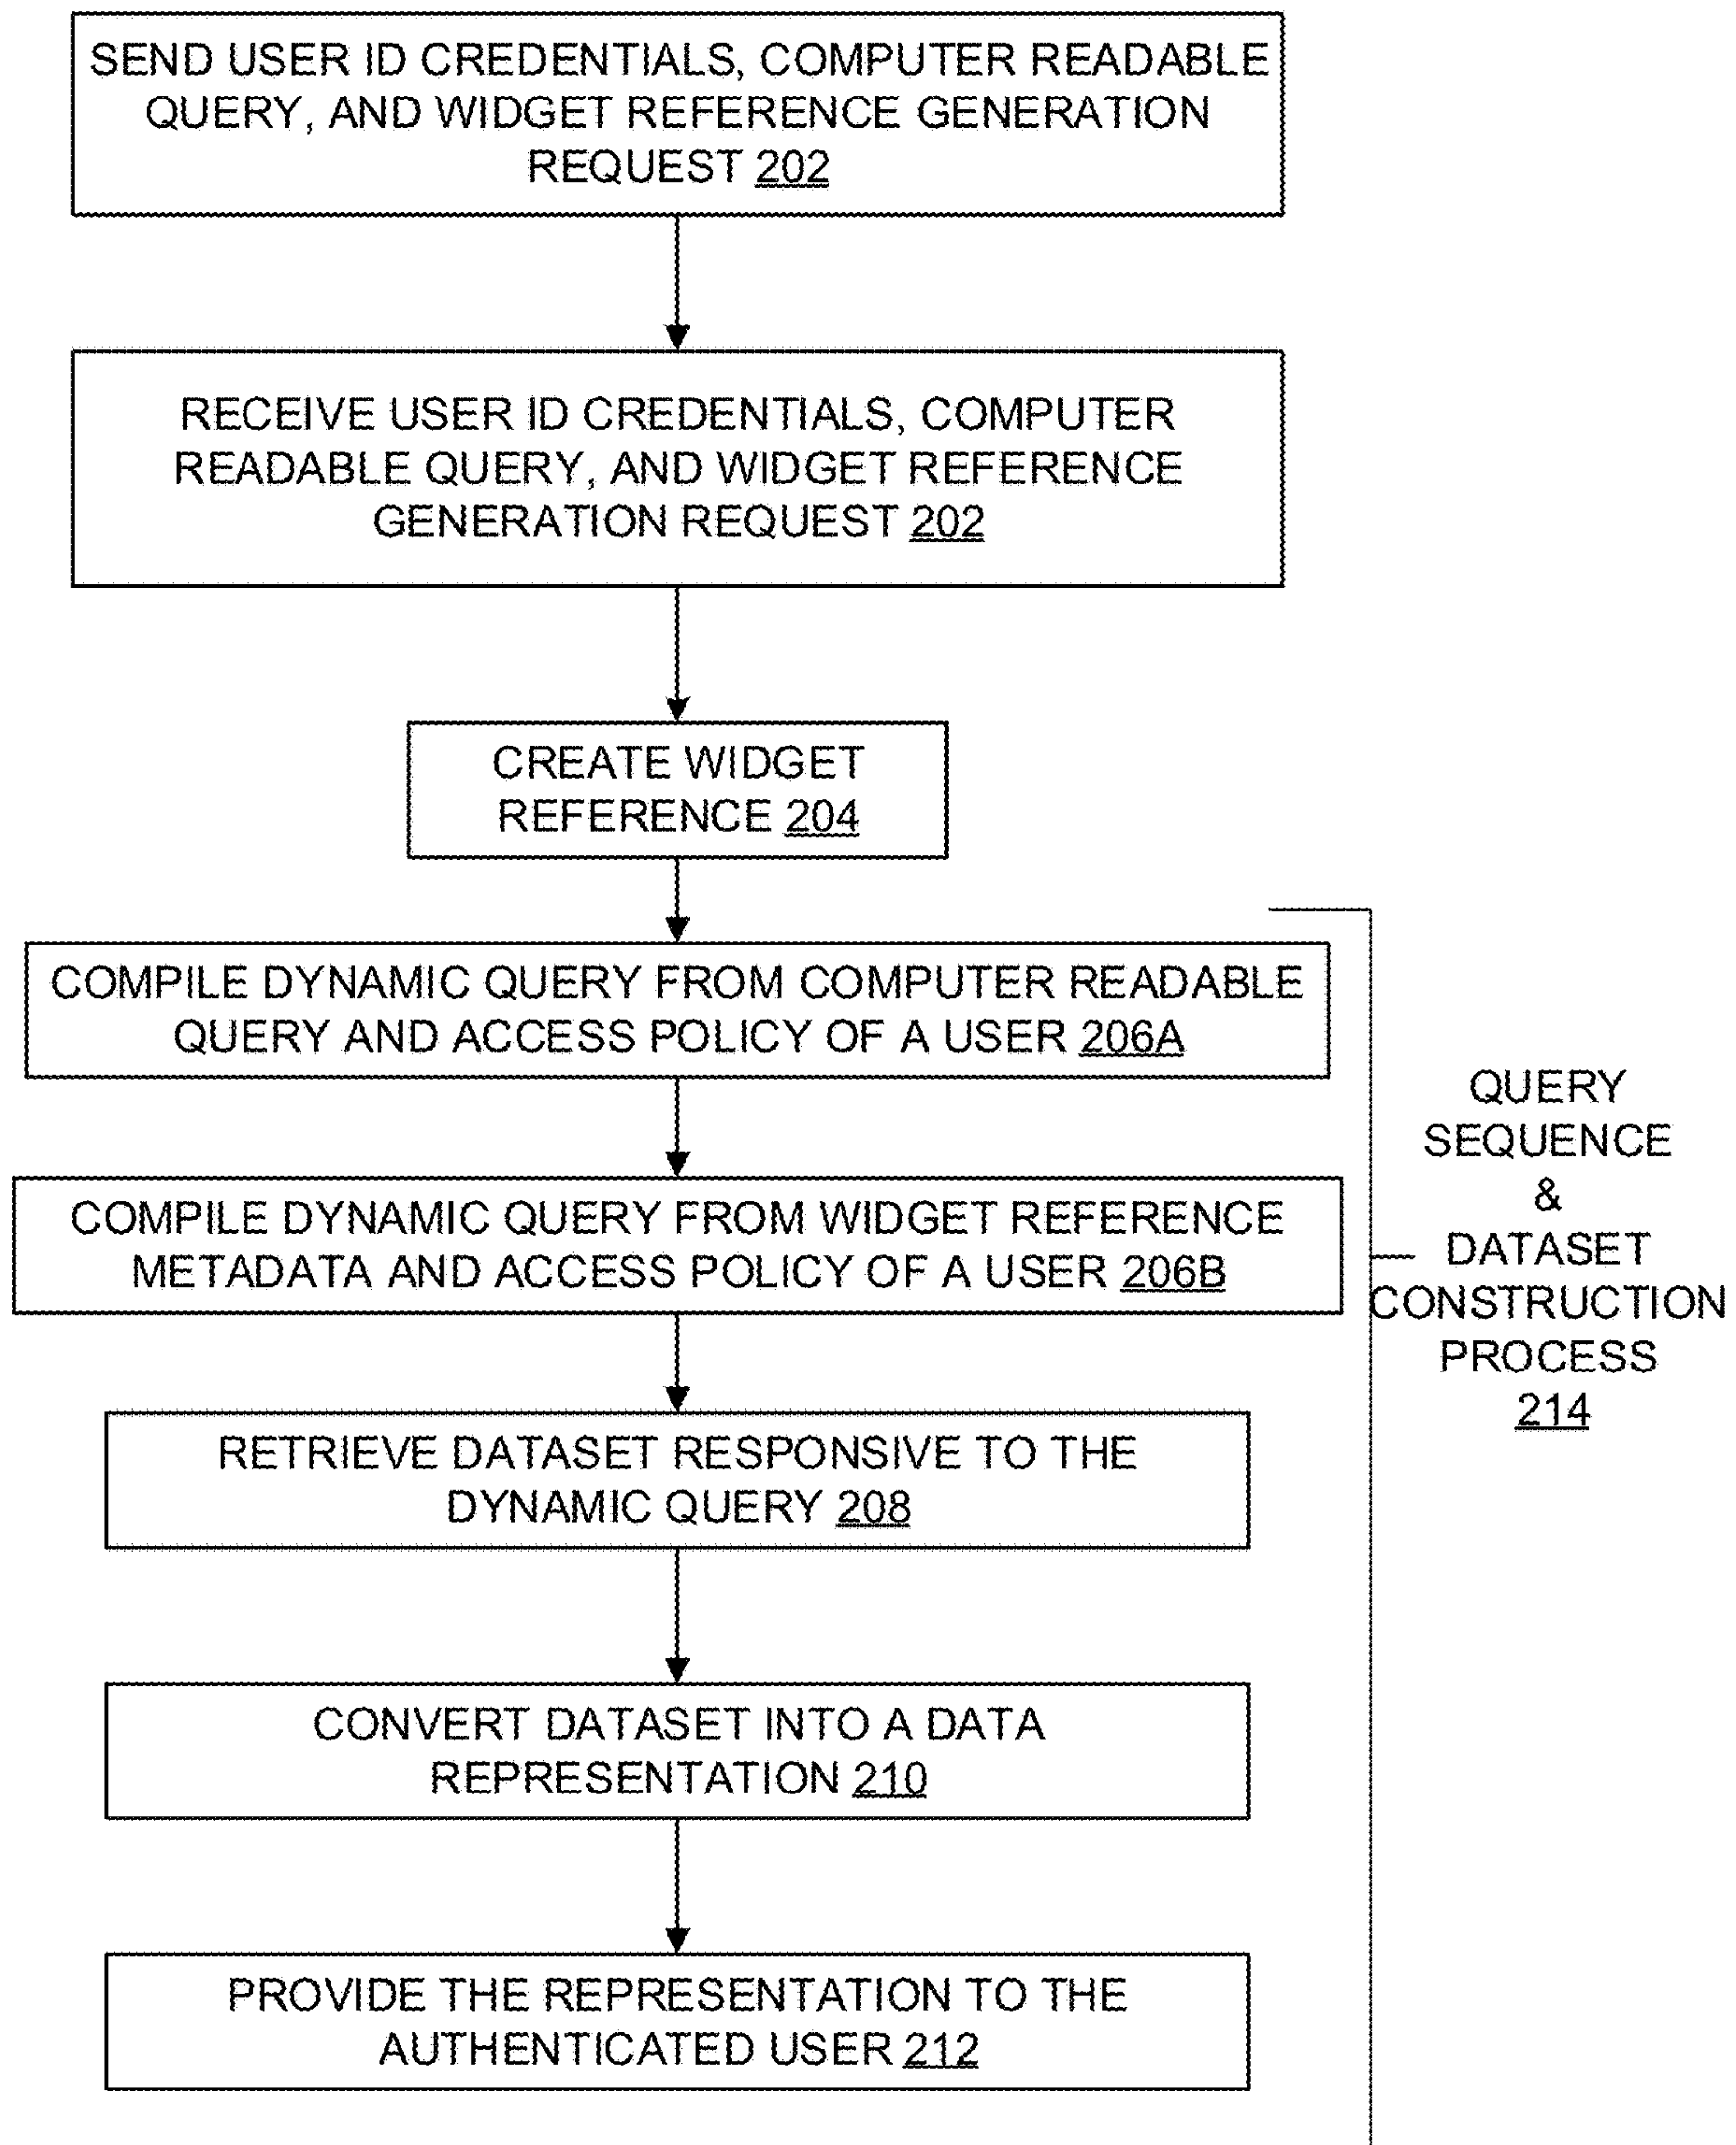 SEND USER ID CREDENTIALS, COMPUTER READABLE
QUERY, AND WIDGET REFERENCE GENERATION
REQUEST 202
RECEIVE USER ID CREDENTIALS, COMPUTER
READABLE QUERY, AND WIDGET REFERENCE
GENERATION REQUEST 202
CREATE WIDGET
REFERENCE 204
COMPILE DYNAMIC QUERY FROM COMPUTER READABLE
QUERY AND ACCESS POLICY OF A USER 206A
COMPILE DYNAMIC QUERY FROM WIDGET REFERENCE
METADATA AND ACCESS POLICY OF A USER 206B
RETRIEVE DATASET RESPONSIVE TO THE
DYNAMIC QUERY 208
CONVERT DATASET INTO A DATA
REPRESENTATION 210
PROVIDE THE REPRESENTATION TO THE
AUTHENTICATED USER 212
QUERY
SEQUENCE
&
DATASET
CONSTRUCTION
PROCESS
214